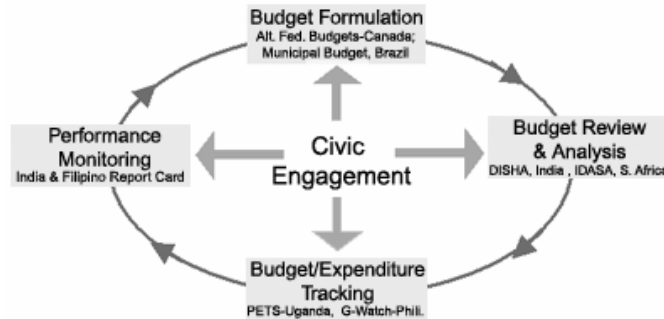 Budget Formulation
Alt. Fed. Budgets-Canada;
Municipal Budget, Brazil
Performance
Monitoring
India & Filipino Report Card
Civic
Engagement
Budget Review
& Analysis
DISHA, India , IDASA, S. Africa
Budget/Expenditure
Tracking
PETS-Uganda, G-Watch-Phili.